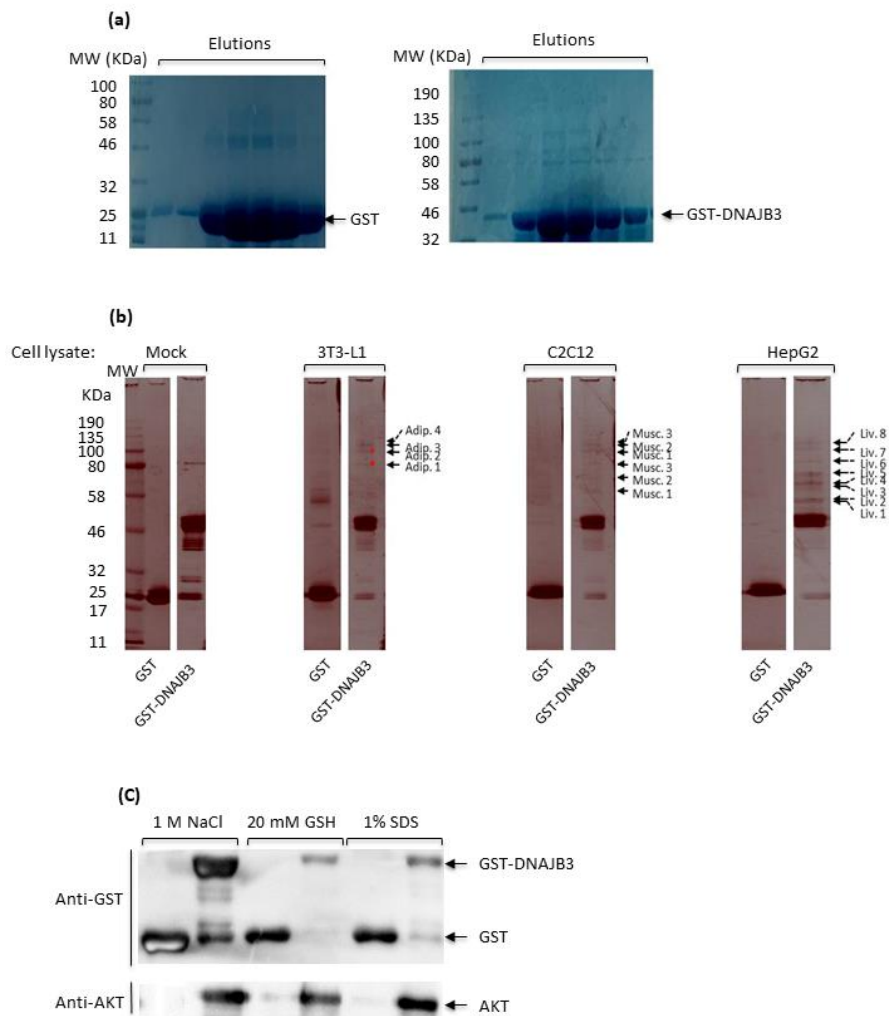 (a)
Elutions
MW (KDa)
100
80
58
46
32
25
11
GST
Elutions
MW (KDa)
190
135
100
80
58
46
32
GST-DNAJB3
(b)
Cell lysate:
Mock
3T3-L1
C2C12
HepG2
MW
KDa
190
135
100
80
58
46
32
25
17
11
Adip. 4
Adip. 3
Adip. 2
Adip. 1
Musc. 3
Musc. 2
Musc. 1
Musc. 3
Musc. 2
Musc. 1
Liv. 8
Liv. 7
Liv. 6
Liv. 5
Liv. 4
Liv. 3
Liv. 2
Liv. 1
GST
GST-DNAJB3
GST
GST-DNAJB3
GST
GST-DNAJB3
GST
GST-DNAJB3
(C)
1 M NaCl
20 mM GSH
1% SDS
Anti-GST
GST-DNAJB3
GST
Anti-AKT
AKT